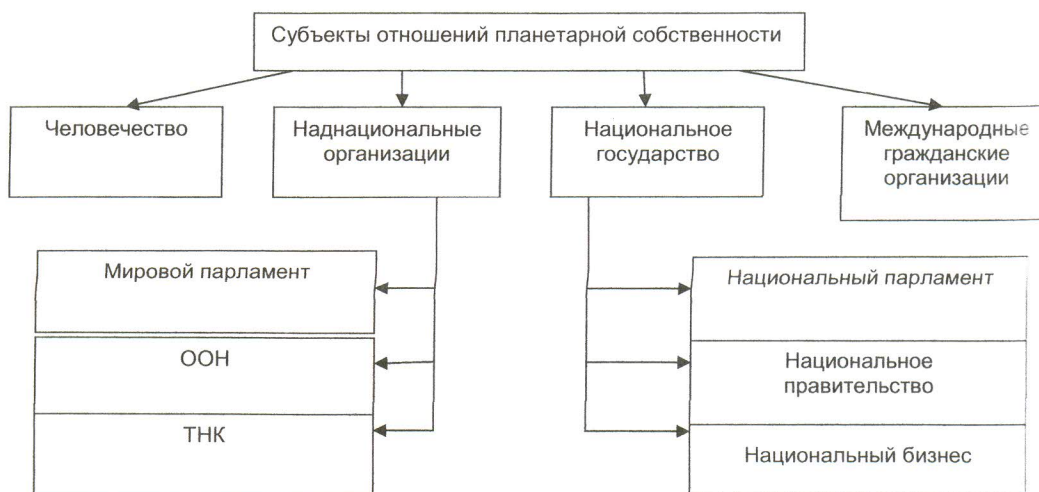 Субъекты отношений планетарной собственности
Человечество
Наднациональные
организации
Национальное
государство
Международные
гражданские
организации
Мировой парламент
ООН
ТНК
Национальный парламент
Национальное
правительство
Национальный бизнес